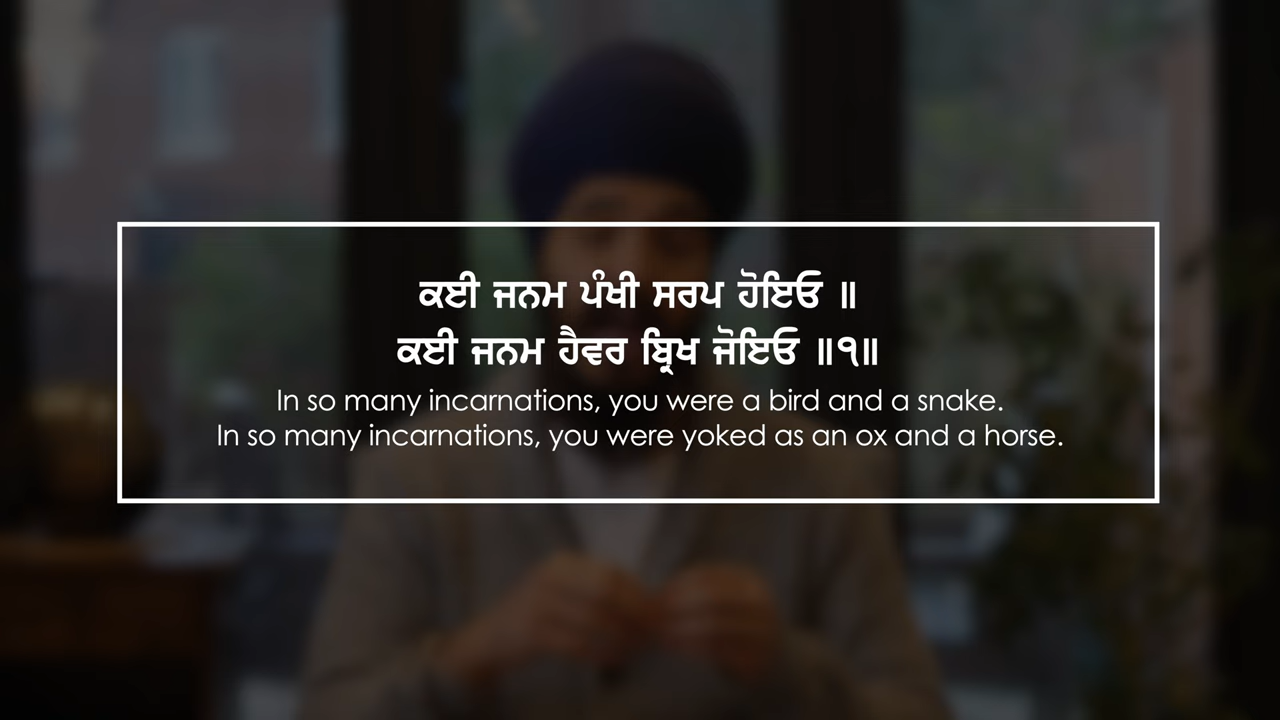 ਕਈ ਜਨਮ ਪੰਖੀ ਸਰਪ ਹੋਇਓ ॥
ਕਈ ਜਨਮ ਹੈਵਰ ਬ੍ਰਿਖ ਜੋਇਓ ॥੧॥
In so many incarnations, you were a bird and a snake.
In so many incarnations, you were yoked as an ox and a horse.